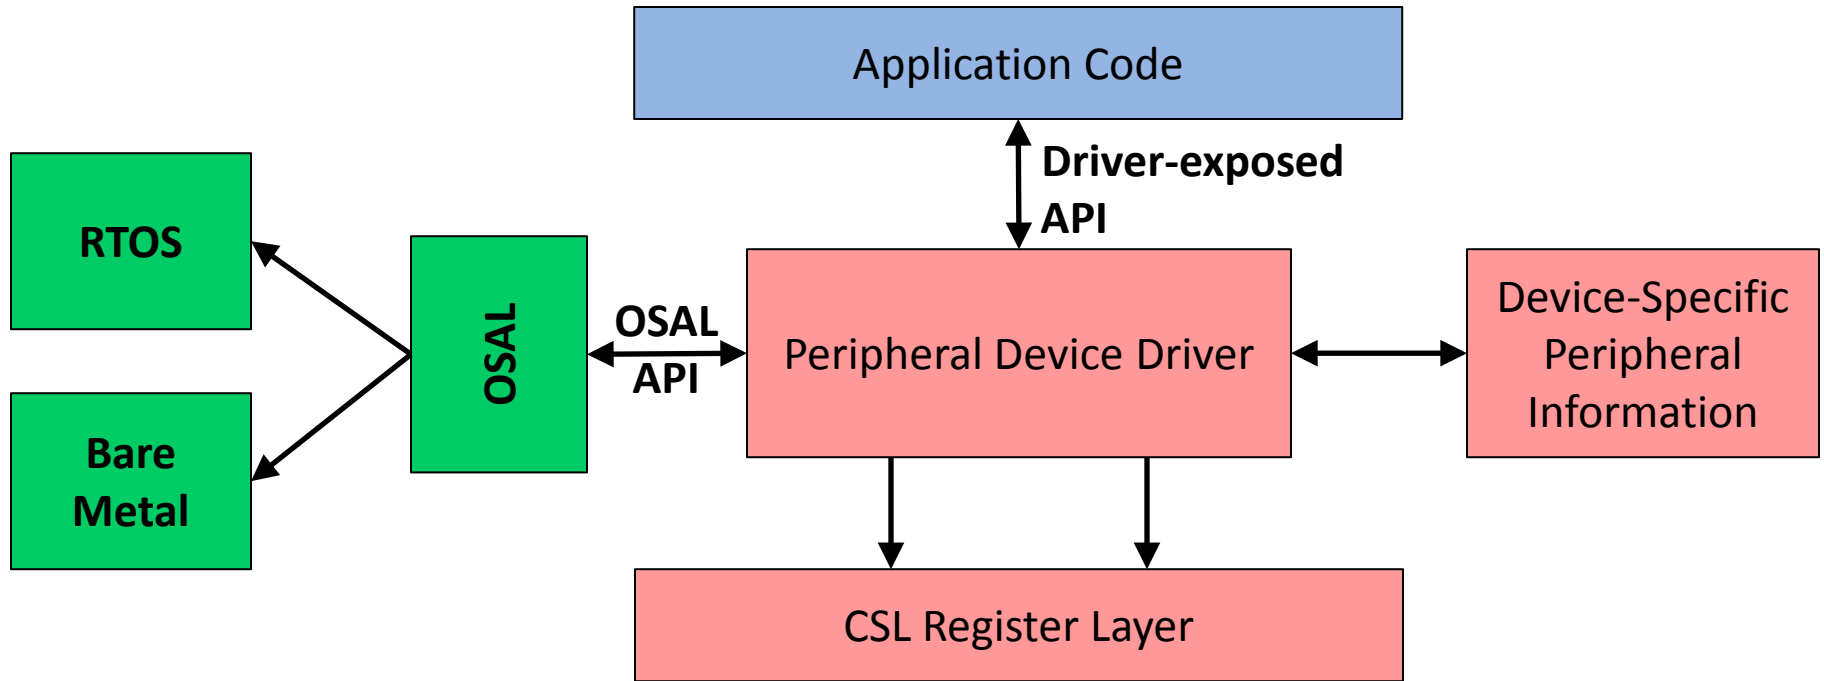 Application Code
Driver-exposed
API
RTOS
Bare
Metal
OSAL
OSAL
API
Peripheral Device Driver
Device-Specific
Peripheral
Information
CSL Register Layer